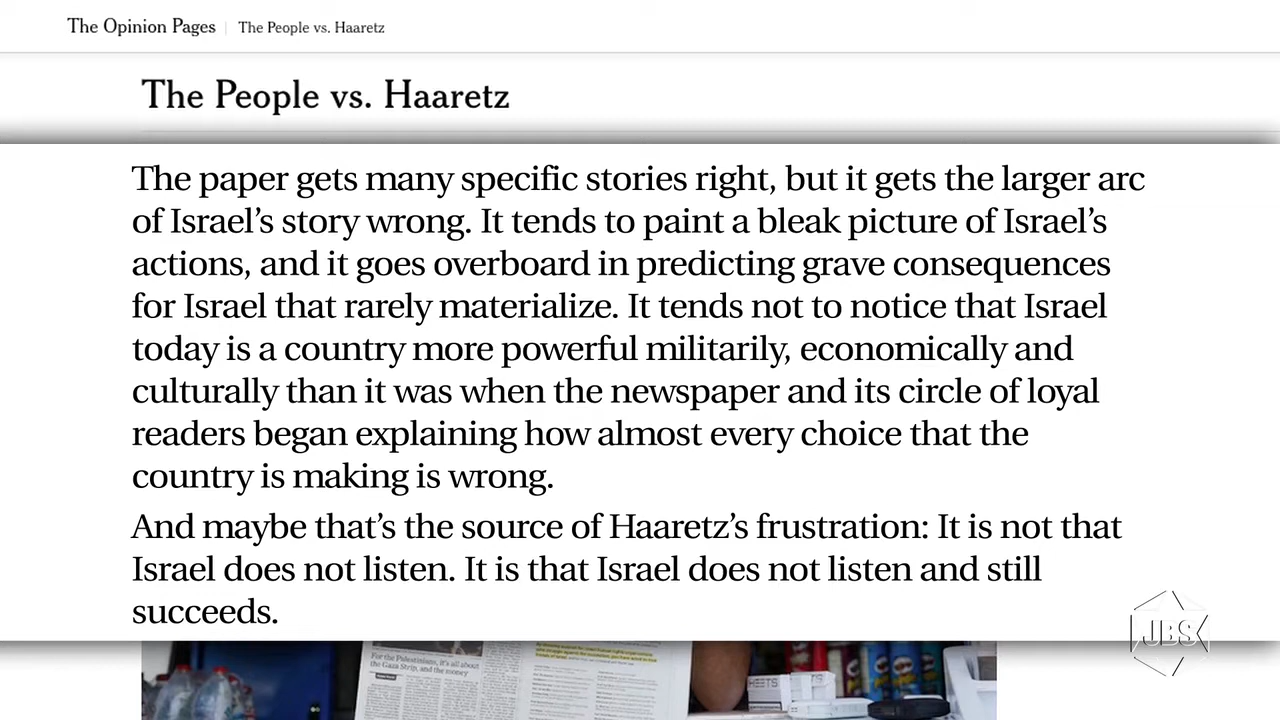 The Opinion Pages | The People vs. Haaretz
The People vs. Haaretz
The paper gets many specific stories right, but it gets the larger arc
of Israel’s story wrong. It tends to paint a bleak picture of Israel’s
actions, and it goes overboard in predicting grave consequences
for Israel that rarely materialize. It tends not to notice that Israel
today is a country more powerful militarily, economically and
culturally than it was when the newspaper and its circle of loyal
readers began explaining how almost every choice that the
country is making is wrong.
And maybe that’s the source of Haaretz’s frustration: It is not that
Israel does not listen. It is that Israel does not listen and still
succeeds.
JBS
For the Palestinians, it's all about
the Gaza Strip, and the money